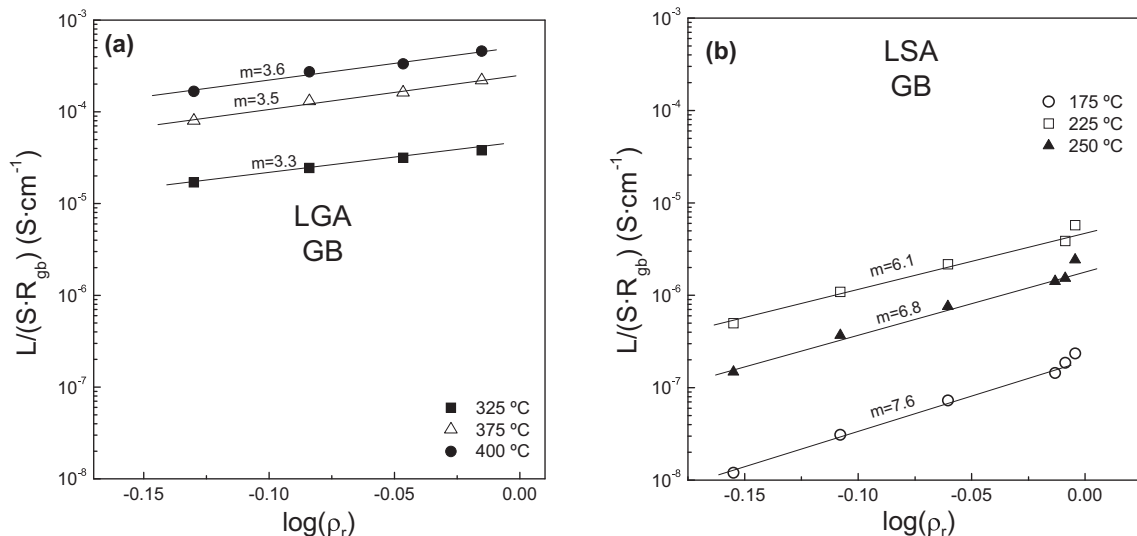 (a)
10⁻³
10⁻⁴
10⁻⁵
10⁻⁶
10⁻⁷
10⁻⁸
L/(S·R_gb) (S·cm⁻¹)
m=3.6
m=3.5
m=3.3
LGA
GB
325 ºC
375 ºC
400 ºC
-0.15 -0.10 -0.05 0.00
log(ρ_r)
(b)
10⁻³
10⁻⁴
10⁻⁵
10⁻⁶
10⁻⁷
10⁻⁸
L/(S·R_gb) (S·cm⁻¹)
LSA
GB
175 ºC
225 ºC
250 ºC
m=6.1
m=6.8
m=7.6
-0.15 -0.10 -0.05 0.00
log(ρ_r)